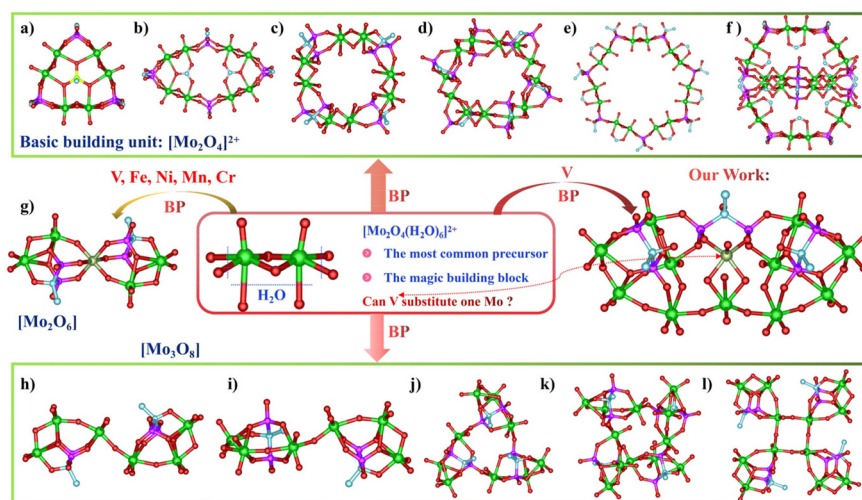 a)
b)
c)
d)
e)
f)
Basic building unit: [Mo₂O₄]²⁺
V, Fe, Ni, Mn, Cr
BP
BP
V
BP
Our Work:
g)
[Mo₂O₆]
[Mo₂O₄(H₂O)₆]²⁺
The most common precursor
The magic building block
Can V substitute one Mo ?
H₂O
BP
[Mo₃O₈]
h)
i)
j)
k)
l)